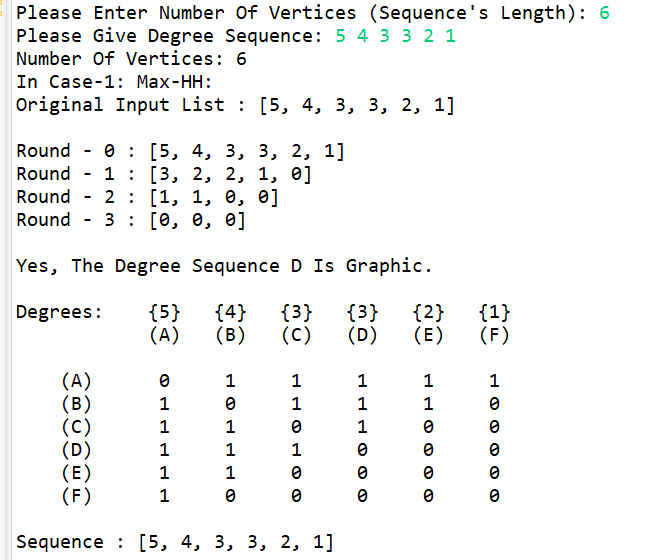 Please Enter Number Of Vertices (Sequence's Length): 6
Please Give Degree Sequence: 5 4 3 3 2 1
Number Of Vertices: 6
In Case-1: Max-HH:
Original Input List : [5, 4, 3, 3, 2, 1]
Round - 0 : [5, 4, 3, 3, 2, 1]
Round - 1 : [3, 2, 2, 1, 0]
Round - 2 : [1, 1, 0, 0]
Round - 3 : [0, 0, 0]
Yes, The Degree Sequence D Is Graphic.
Degrees: {5} {4} {3} {3} {2} {1}
(A) (B) (C) (D) (E) (F)
(A) 0 1 1 1 1 1
(B) 1 0 1 1 1 0
(C) 1 1 0 1 0 0
(D) 1 1 1 0 0 0
(E) 1 1 0 0 0 0
(F) 1 0 0 0 0 0
Sequence : [5, 4, 3, 3, 2, 1]